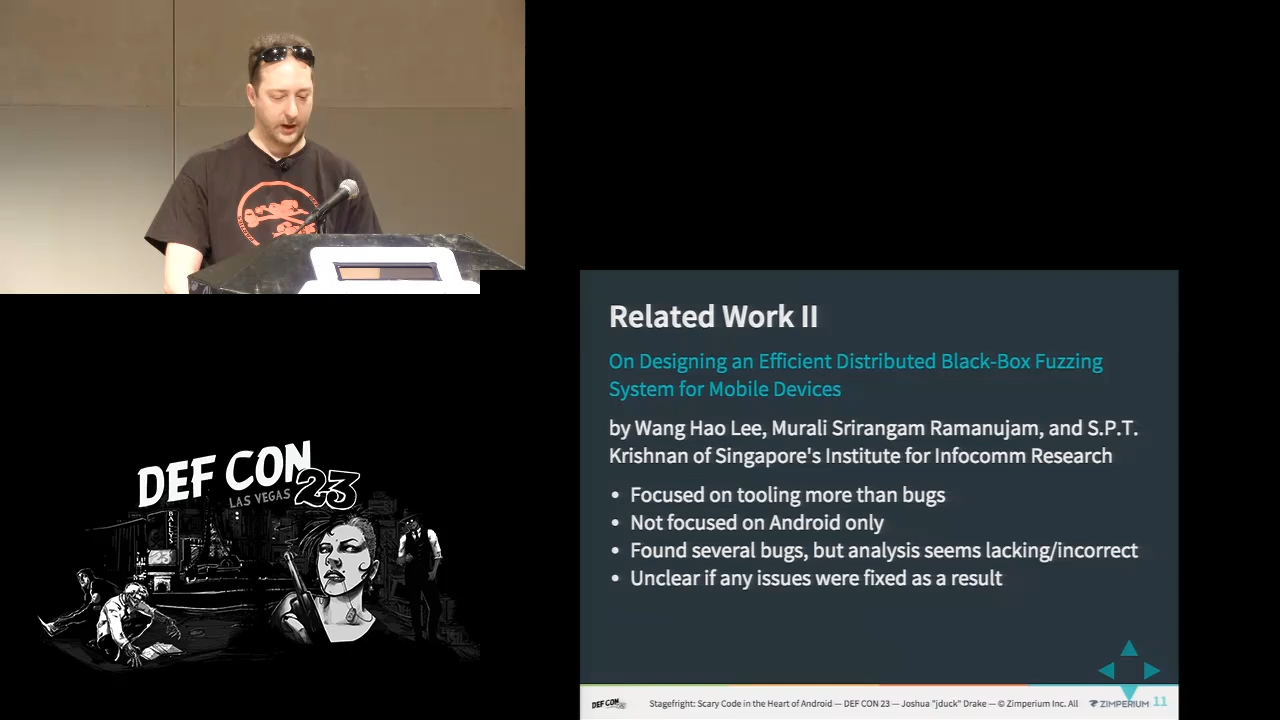 DEF CON
LAS VEGAS 23
BALLY'S
Related Work II
On Designing an Efficient Distributed Black-Box Fuzzing
System for Mobile Devices
by Wang Hao Lee, Murali Srirangam Ramanujam, and S.P.T.
Krishnan of Singapore's Institute for Infocomm Research
• Focused on tooling more than bugs
• Not focused on Android only
• Found several bugs, but analysis seems lacking/incorrect
• Unclear if any issues were fixed as a result
DEF CON Stagefright: Scary Code in the Heart of Android — DEF CON 23 — Joshua "jduck" Drake — © Zimperium Inc. All ZIMPERIUM 11